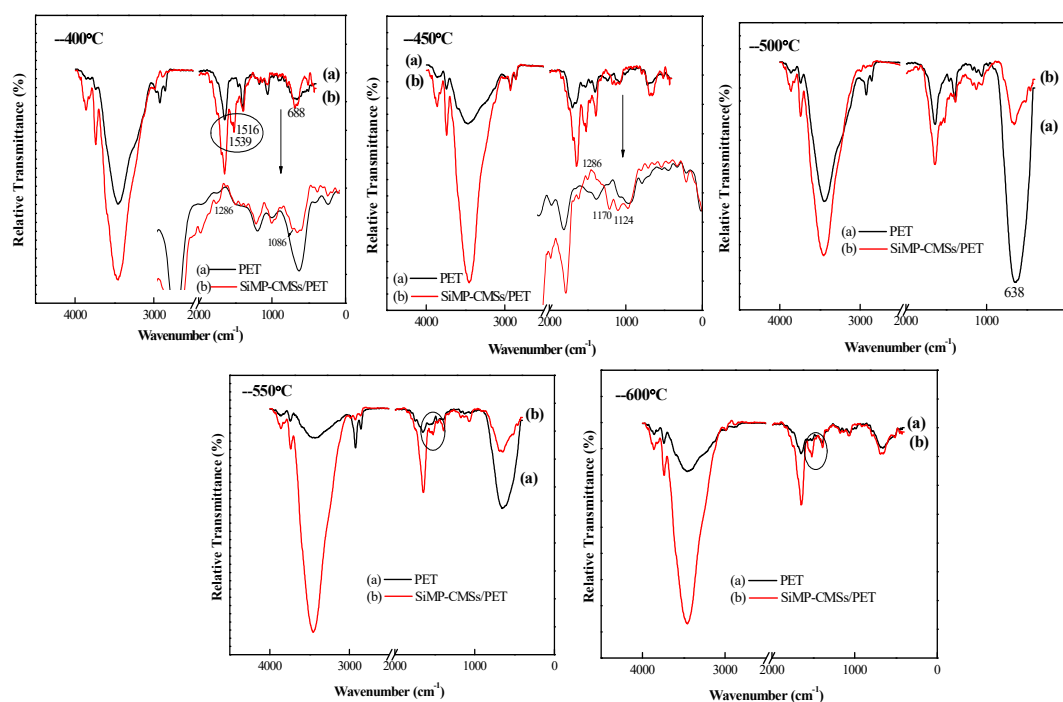 --400°C
Relative Transmittance (%)
(a)
(b)
688
1516
1539
1286
1086
(a) PET
(b) SiMP-CMSs/PET
4000 3000 2000 1000 0
Wavenumber (cm-1)
--450°C
Relative Transmittance (%)
(a)
(b)
1286
1170
1124
(a) PET
(b) SiMP-CMSs/PET
4000 3000 2000 1000 0
Wavenumber (cm-1)
--500°C
Relative Transmittance(%)
(b)
(a)
(a) PET
(b) SiMP-CMSs/PET
638
4000 3000 2000 1000
Wavenumber (cm-1)
--550°C
Relative Transmittance (%)
(b)
(a)
(a) PET
(b) SiMP-CMSs/PET
4000 3000 2000 1000 0
Wavenumber (cm-1)
--600°C
Relative Transmittance (%)
(a)
(b)
(a) PET
(b) SiMP-CMSs/PET
4000 3000 2000 1000 0
Wavenumber (cm-1)